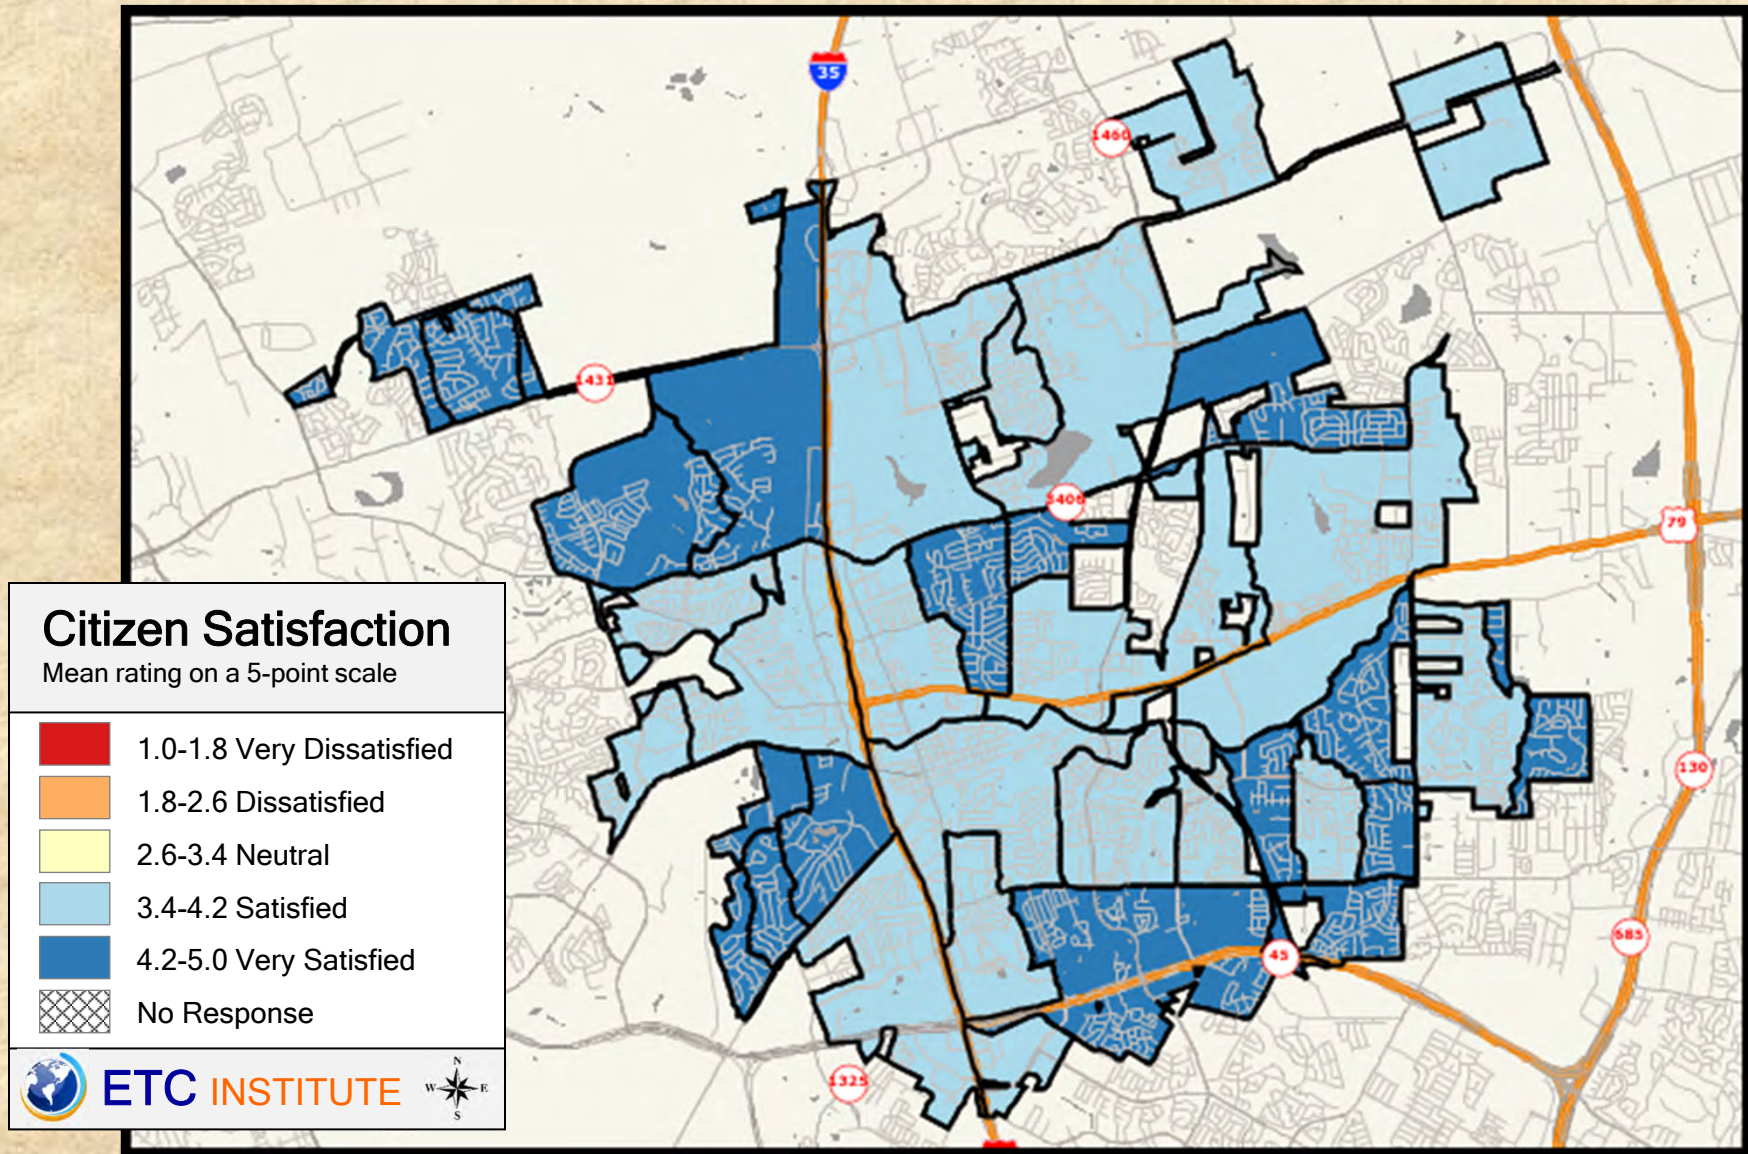 35
1460
1431
3406
79
Citizen Satisfaction
Mean rating on a 5-point scale
1.0-1.8 Very Dissatisfied
1.8-2.6 Dissatisfied
2.6-3.4 Neutral
3.4-4.2 Satisfied
4.2-5.0 Very Satisfied
No Response
130
685
45
1325
ETC INSTITUTE
N
W E
S